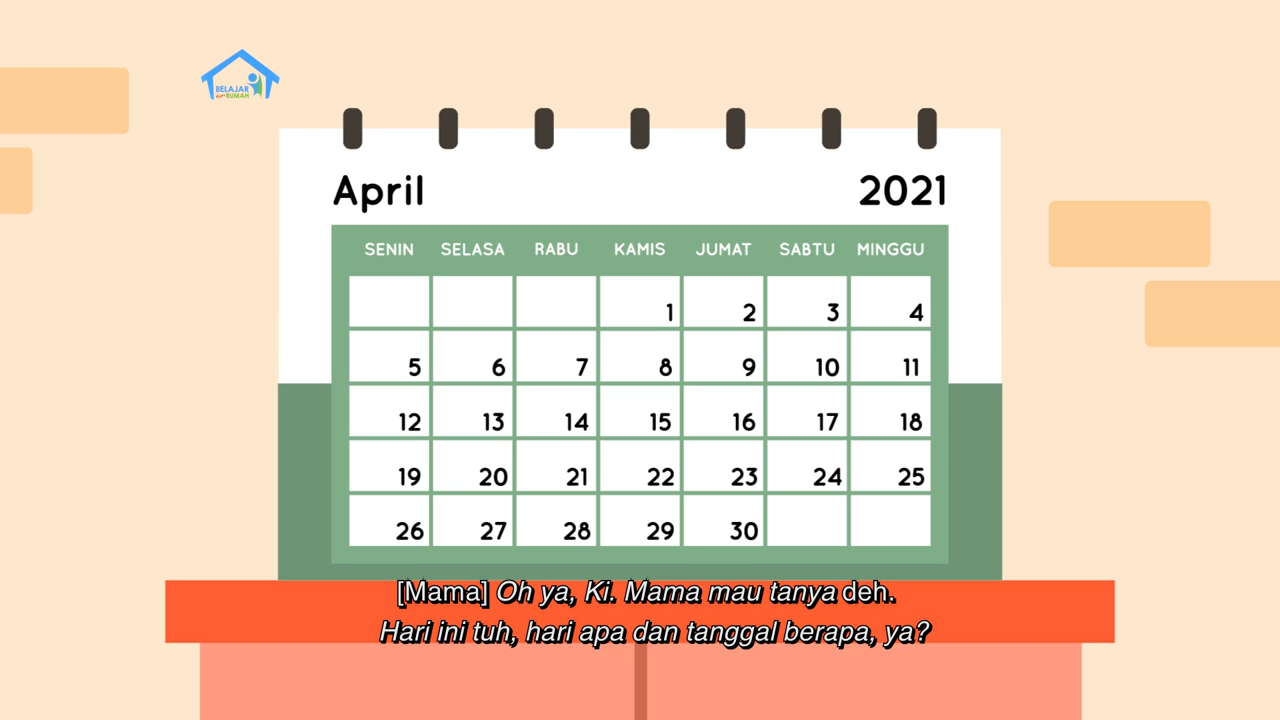 BELAJAR
dari RUMAH
April 2021
SENIN SELASA RABU KAMIS JUMAT SABTU MINGGU
1 2 3 4
5 6 7 8 9 10 11
12 13 14 15 16 17 18
19 20 21 22 23 24 25
26 27 28 29 30
[Mama] Oh ya, Ki. Mama mau tanya deh.
Hari ini tuh, hari apa dan tanggal berapa, ya?